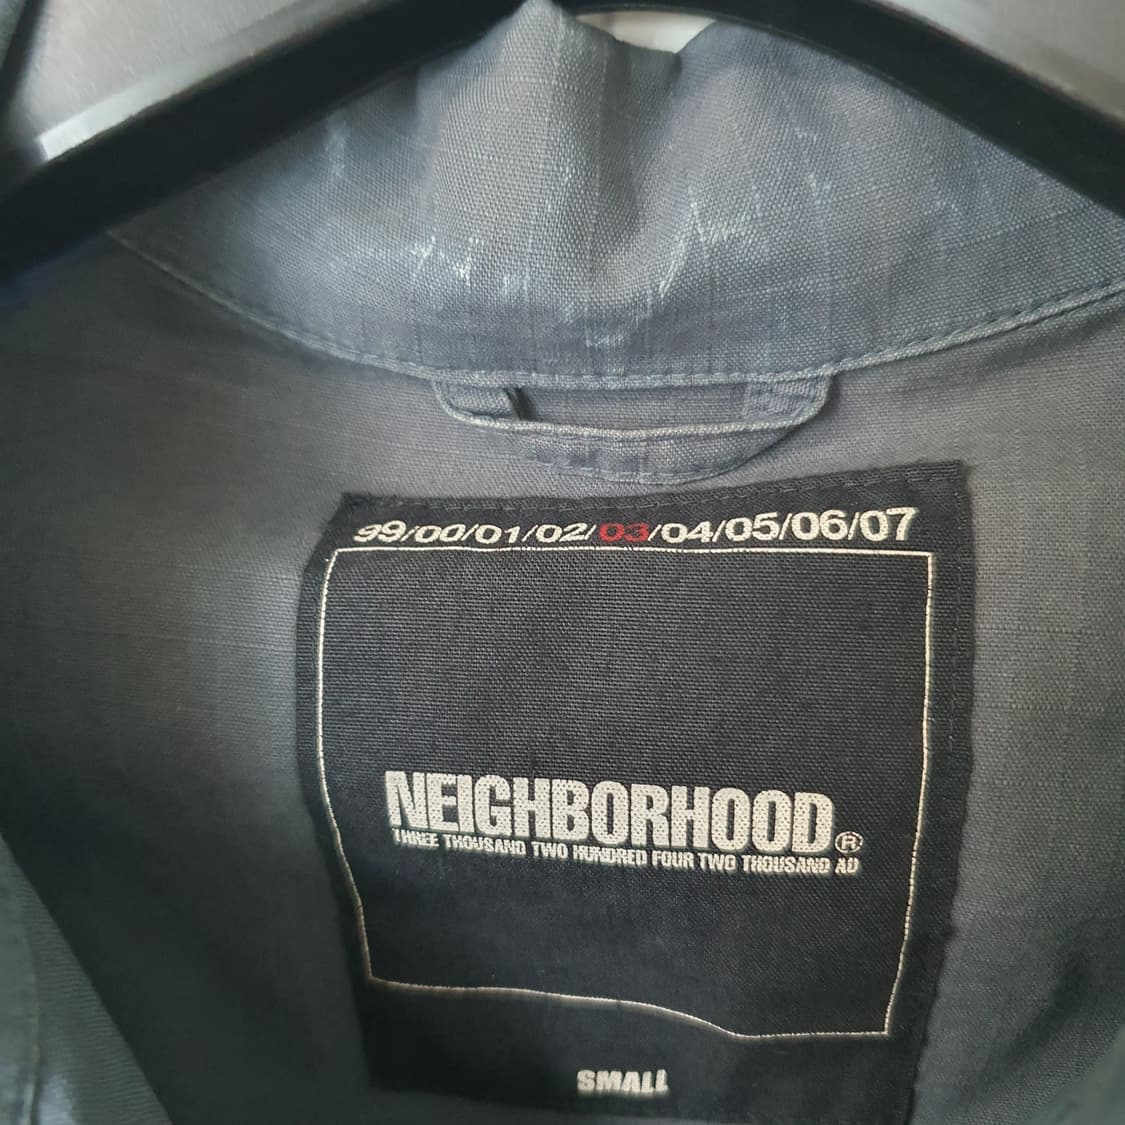 99/00/01/02/03/04/05/06/07
NEIGHBORHOOD®
THREE THOUSAND TWO HUNDRED FOUR TWO THOUSAND AD
SMALL